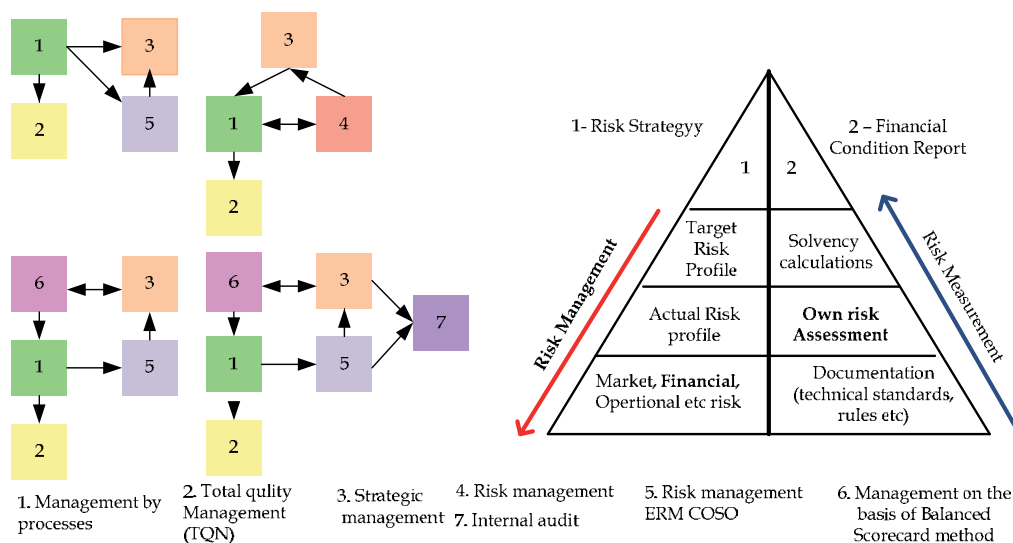 1
3
2
5
3
1
4
2
6
3
1
5
2
6
3
7
1
5
2
1- Risk Strategyy
2 – Financial
Condition Report
1
2
Target
Risk
Profile
Solvency
calculations
Actual Risk
profile
Own risk
Assessment
Market, Financial,
Opertional etc risk
Documentation
(technical standards,
rules etc)
Risk Management
Risk Measurement
1. Management by
processes
2. Total qulity
Management
(TQN)
3. Strategic
management
4. Risk management
7. Internal audit
5. Risk management
ERM COSO
6. Management on the
basis of Balanced
Scorecard method